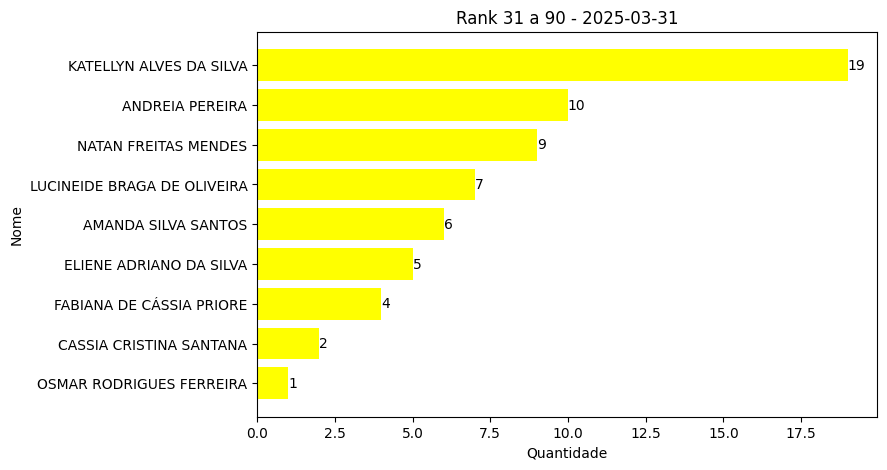 Rank 31 a 90 - 2025-03-31
KATELLYN ALVES DA SILVA
19
ANDREIA PEREIRA
10
NATAN FREITAS MENDES
9
LUCINEIDE BRAGA DE OLIVEIRA
7
AMANDA SILVA SANTOS
6
ELIENE ADRIANO DA SILVA
5
FABIANA DE CÁSSIA PRIORE
4
CASSIA CRISTINA SANTANA
2
OSMAR RODRIGUES FERREIRA
1
Nome
0.0 2.5 5.0 7.5 10.0 12.5 15.0 17.5
Quantidade